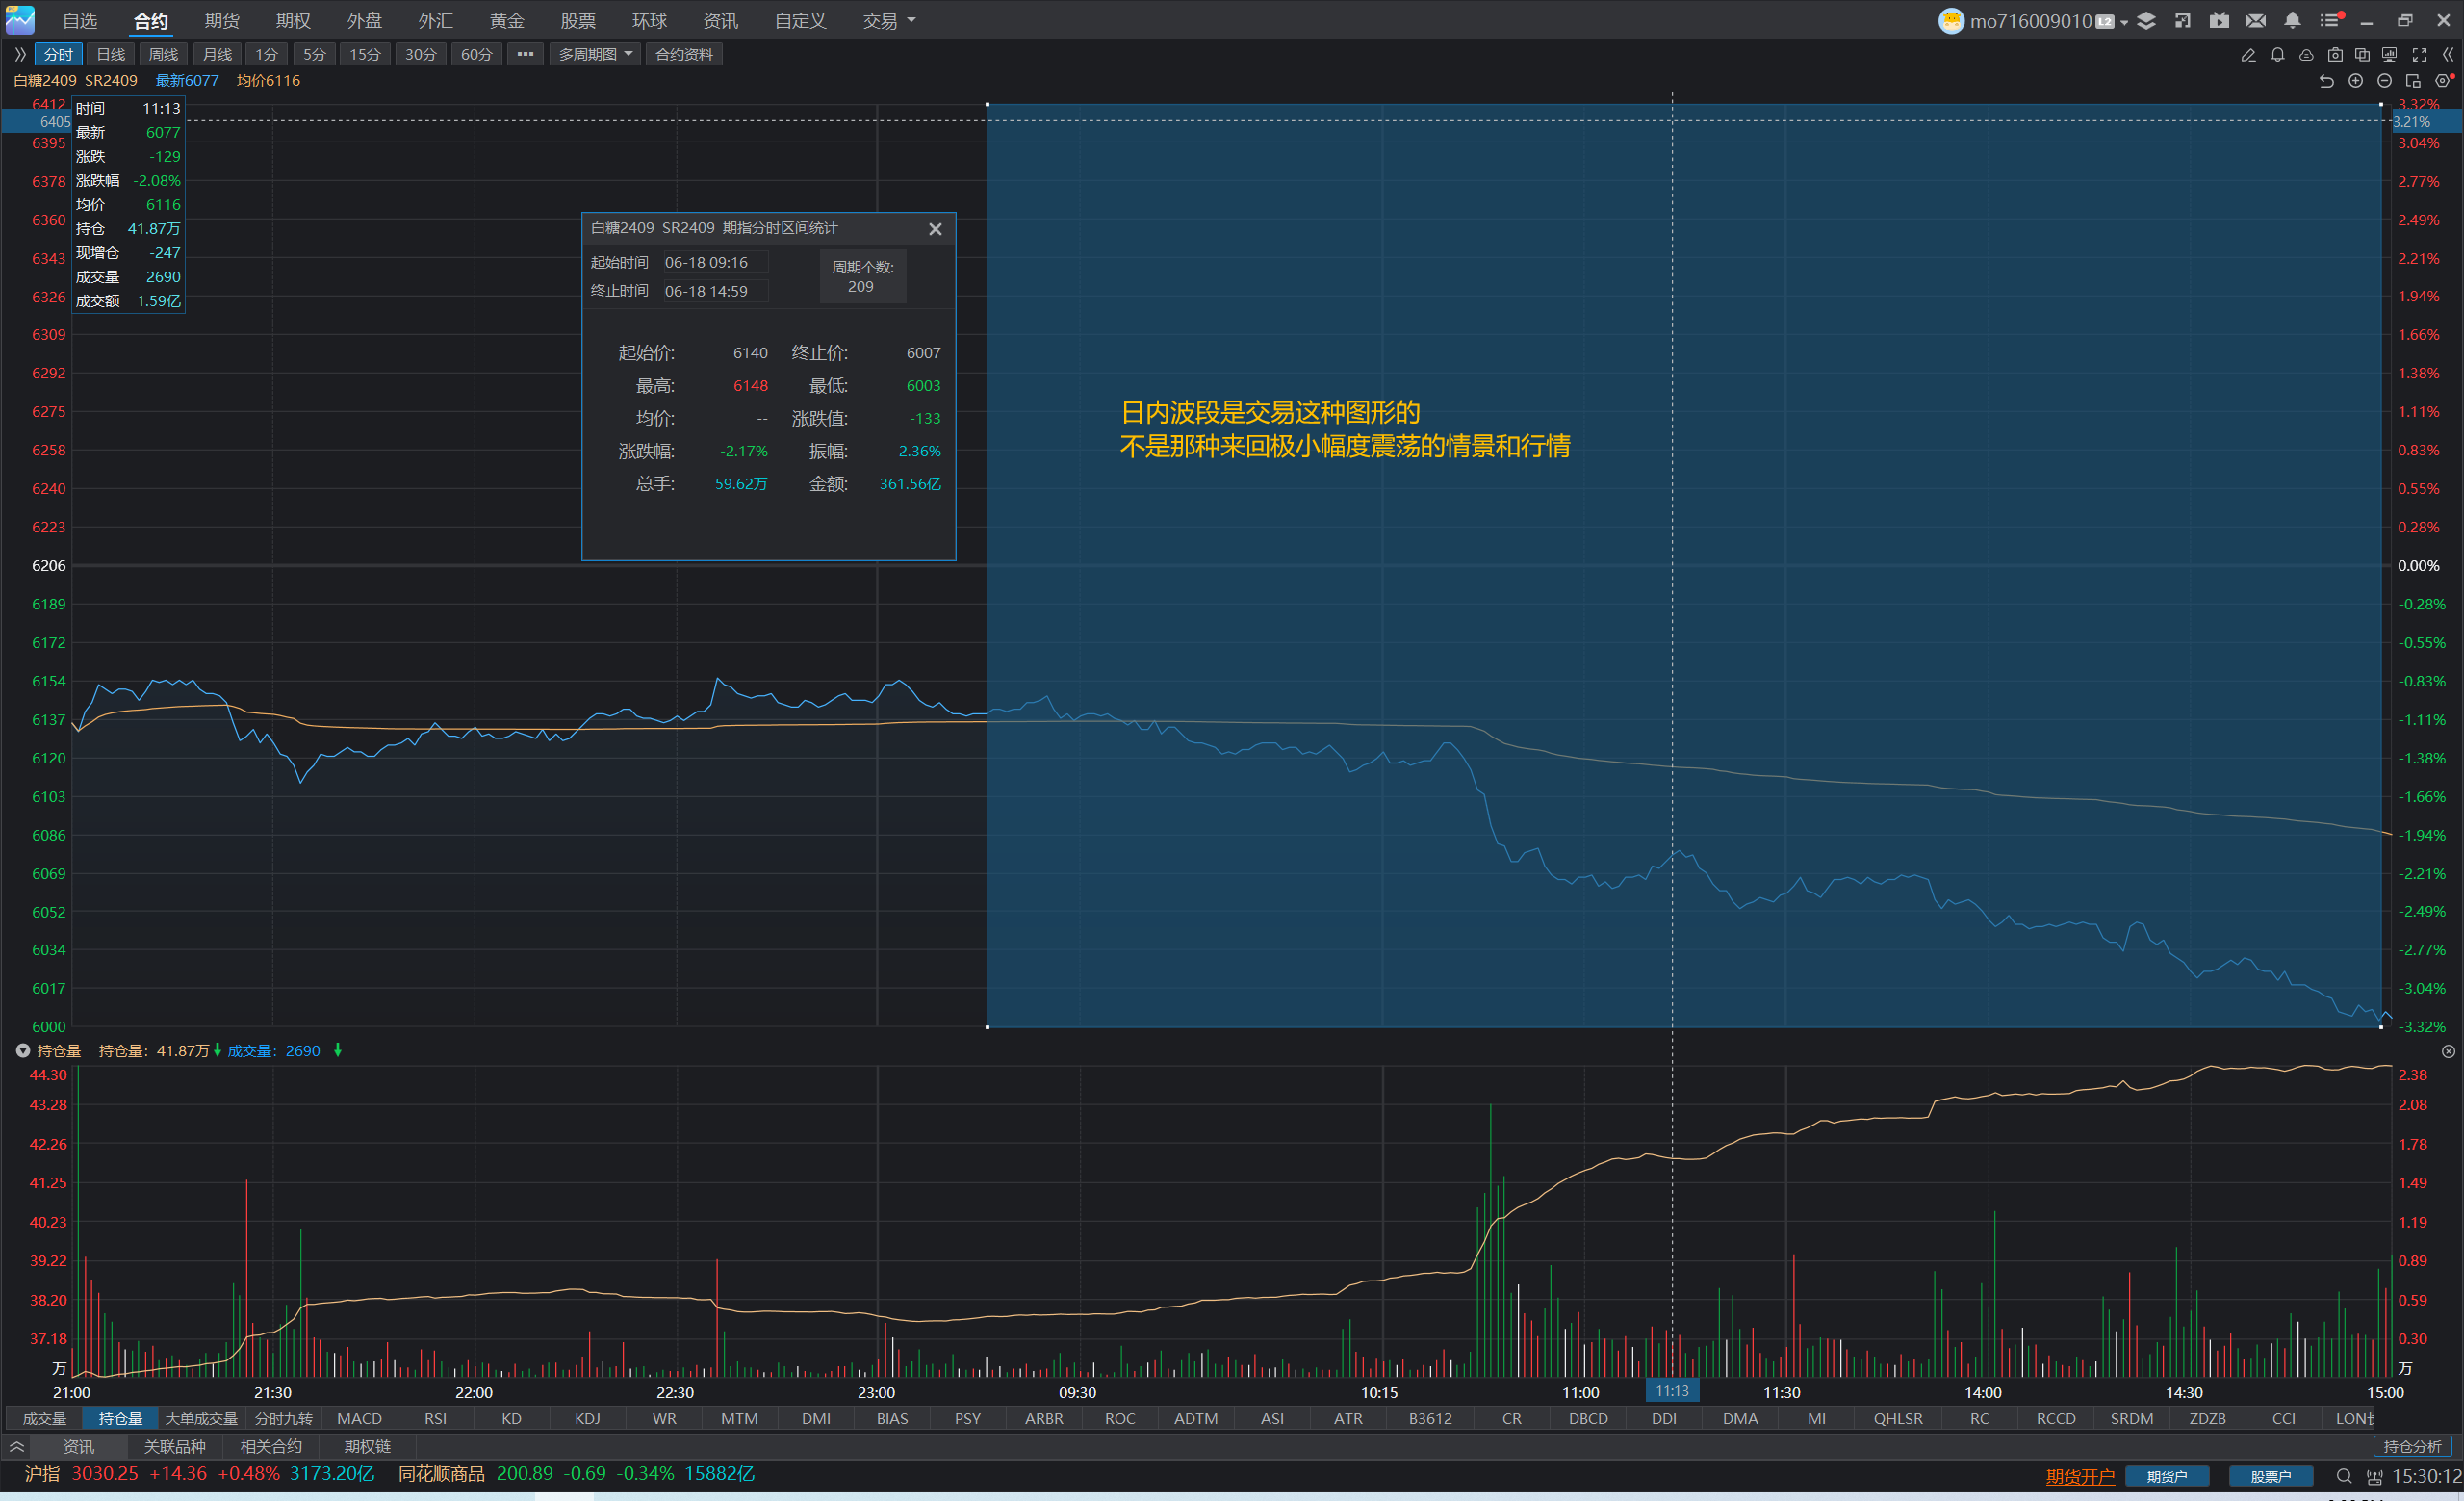 自选 合约 期货 期权 外盘 外汇 黄金 股票 环球 资讯 自定义 交易 mo716009010 L2
分时 日线 周线 月线 1分 5分 15分 30分 60分 ••• 多周期图 合约资料
白糖2409 SR2409 最新6077 均价6116
6412 3.32%
6405 3.21%
6395 3.04%
6378 2.77%
6360 2.49%
6343 2.21%
6326 1.94%
6309 1.66%
6292 1.38%
6275 1.11%
6258 0.83%
6240 0.55%
6223 0.28%
6206 0.00%
6189 -0.28%
6172 -0.55%
6154 -0.83%
6137 -1.11%
6120 -1.38%
6103 -1.66%
6086 -1.94%
6069 -2.21%
6052 -2.49%
6034 -2.77%
6017 -3.04%
6000 -3.32%
时间 11:13
最新 6077
涨跌 -129
涨跌幅 -2.08%
均价 6116
持仓 41.87万
现增仓 -247
成交量 2690
成交额 1.59亿
白糖2409 SR2409 期指分时区间统计
起始时间 06-18 09:16
终止时间 06-18 14:59
周期个数:
209
起始价: 6140 终止价: 6007
最高: 6148 最低: 6003
均价: -- 涨跌值: -133
涨跌幅: -2.17% 振幅: 2.36%
总手: 59.62万 金额: 361.56亿
日内波段是交易这种图形的
不是那种来回极小幅度震荡的情景和行情
持仓量 持仓量：41.87万 成交量：2690
44.30 2.38
43.28 2.08
42.26 1.78
41.25 1.49
40.23 1.19
39.22 0.89
38.20 0.59
37.18 0.30
万 万
21:00 21:30 22:00 22:30 23:00 09:30 10:15 11:00 11:13 11:30 14:00 14:30 15:00
成交量 持仓量 大单成交量 分时九转 MACD RSI KD KDJ WR MTM DMI BIAS PSY ARBR ROC ADTM ASI ATR B3612 CR DBCD DDI DMA MI QHLSR RC RCCD SRDM ZDZB CCI
资讯 关联品种 相关合约 期权链 持仓分析
沪指 3030.25 +14.36 +0.48% 3173.20亿 同花顺商品 200.89 -0.69 -0.34% 15882亿 期货开户 期货户 股票户 15:30:12